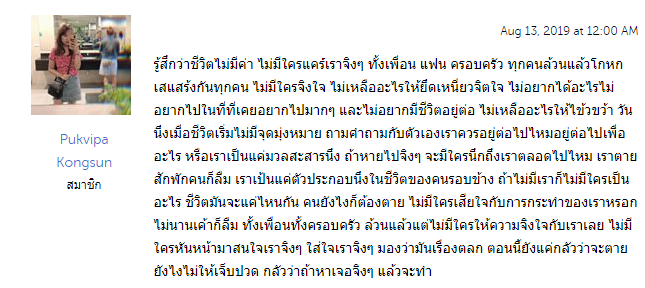 Aug 13, 2019 at 12:00 AM
รู้สึกว่าชีวิตไม่มีค่า ไม่มีใครแคร์เราจิงๆ ทั้งเพื่อน แฟน ครอบครัว ทุกคนล้วนแล้วโกหก
เสแสร้งกันทุกคน ไม่มีใครจิงใจ ไม่เหลืออะไรให้ยึดเหนี่ยวจิตใจ ไม่อยากได้อะไรไม่
อยากไปในที่ที่เคยอยากไปมากๆ และไม่อยากมีชีวิตอยู่ต่อ ไม่เหลืออะไรให้ไข้วขว้า วัน
นึงเมื่อชีวิตเริ่มไม่มีจุดมุ่งหมาย ถามคำถามกับตัวเองเราควรอยู่ต่อไปไหมอยู่ต่อไปเพื่อ
อะไร หรือเราเป็นแค่มวลสะสารนึง ถ้าหายไปจิงๆ จะมีใครนึกถึงเราตลอดไปไหม เราตาย
สักพักคนก็ลืม เราเป็นแค่ตัวประกอบนึงในชีวิตของคนรอบข้าง ถ้าไม่มีเราก็ไม่มีใครเป็น
อะไร ชีวิตมันจะแค่ไหนกัน คนยังไงก็ต้องตาย ไม่มีใครเสียใจกับการกระทำของเราหรอก
ไม่นานเค้าก็ลืม ทั้งเพื่อนทั้งครอบครัว ล้วนแล้วแต่ไม่มีใครให้ความจิงใจกับเราเลย ไม่มี
ใครหันหน้ามาสนใจเราจิงๆ ใส่ใจเราจิงๆ มองว่ามันเรื่องตลก ตอนนี้ยังแค่กลัวว่าจะตาย
ยังไงไม่ให้เจ็บปวด กลัวว่าถ้าหาเจอจิงๆ แล้วจะทำ
Pukvipa
Kongsun
สมาชิก